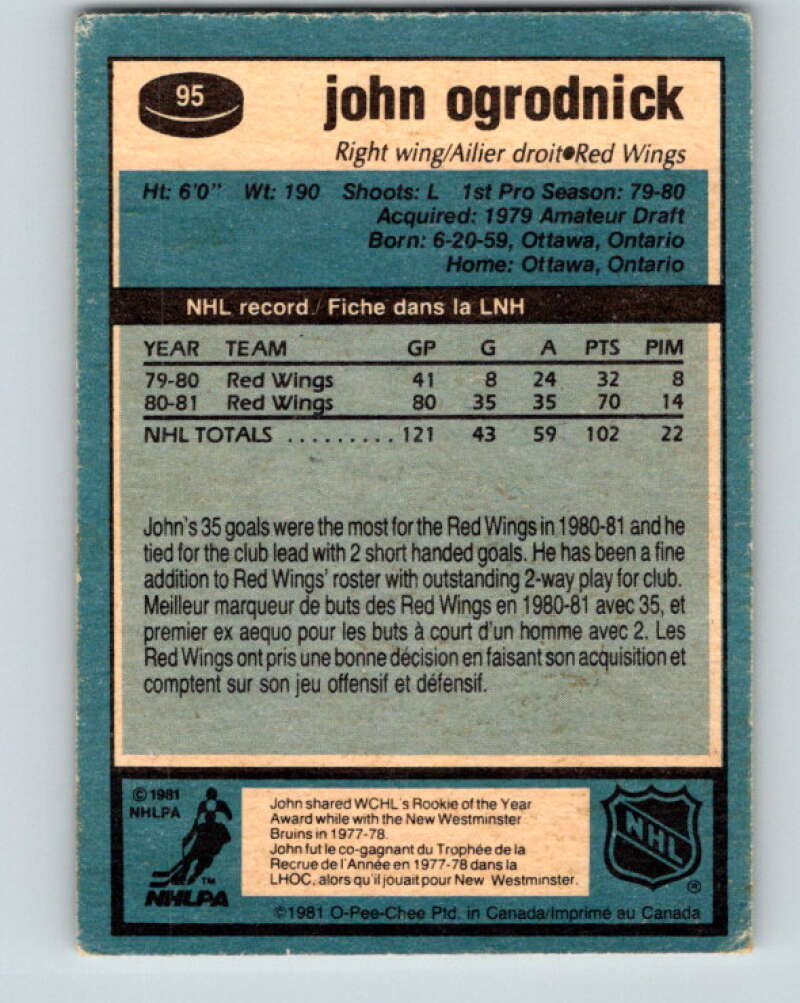 95
john ogrodnick
Right wing/Ailier droit•Red Wings
Ht: 6'0" Wt: 190 Shoots: L 1st Pro Season: 79-80
Acquired: 1979 Amateur Draft
Born: 6-20-59, Ottawa, Ontario
Home: Ottawa, Ontario
NHL record / Fiche dans la LNH
YEAR TEAM GP G A PTS PIM
79-80 Red Wings 41 8 24 32 8
80-81 Red Wings 80 35 35 70 14
NHL TOTALS ......... 121 43 59 102 22
John's 35 goals were the most for the Red Wings in 1980-81 and he
tied for the club lead with 2 short handed goals. He has been a fine
addition to Red Wings' roster with outstanding 2-way play for club.
Meilleur marqueur de buts des Red Wings en 1980-81 avec 35, et
premier ex aequo pour les buts à court d'un homme avec 2. Les
Red Wings ont pris une bonne décision en faisant son acquisition et
comptent sur son jeu offensif et défensif.
© 1981
NHLPA
TM
NHLPA
John shared WCHL's Rookie of the Year
Award while with the New Westminster
Bruins in 1977-78.
John fut le co-gagnant du Trophée de la
Recrue de l'Année en 1977-78 dans la
LHOC, alors qu'il jouait pour New Westminster.
NHL
®
©1981 O-Pee-Chee Ptd. in Canada/Imprimé au Canada